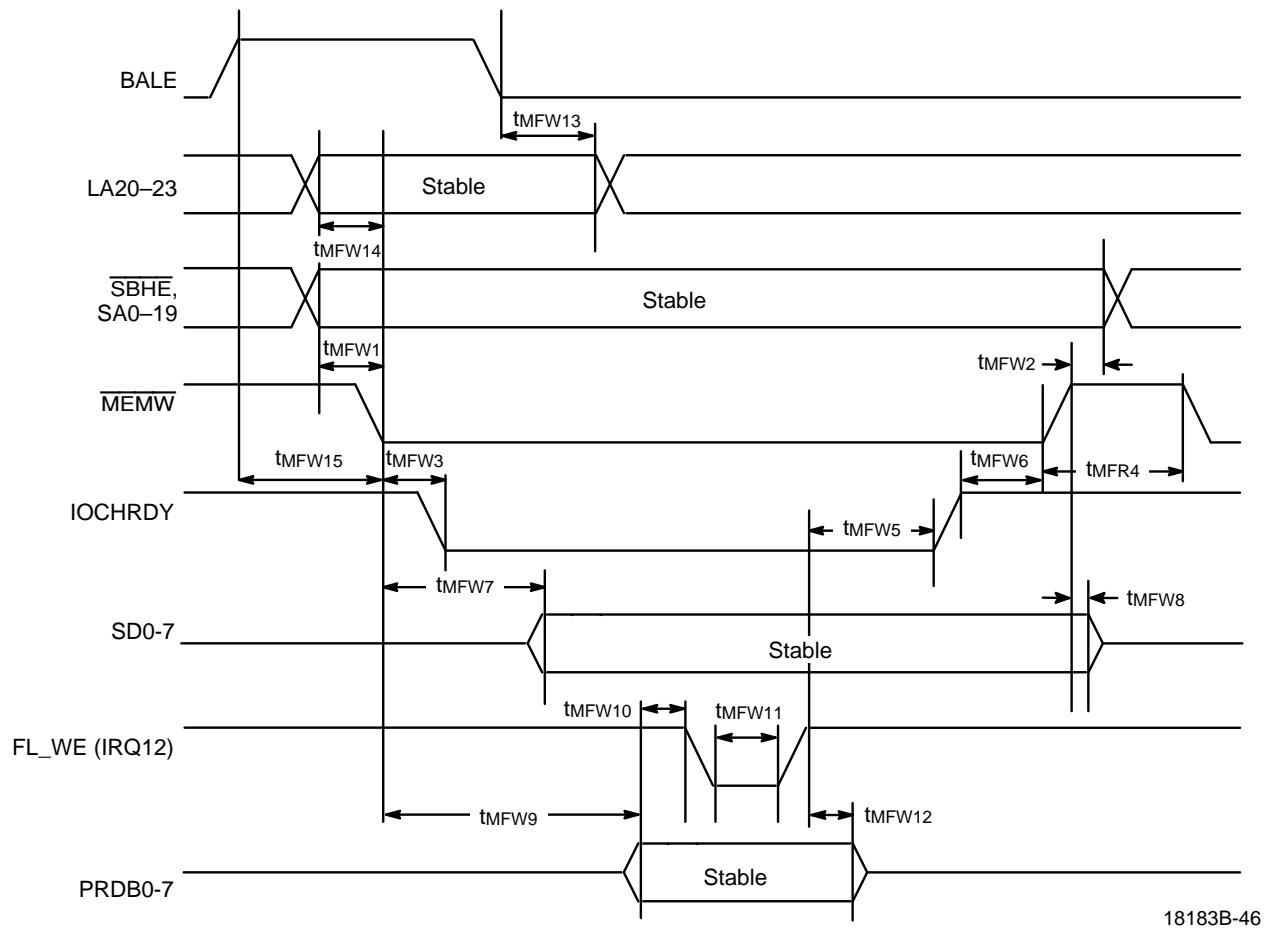 BALE
tMFW13
LA20–23
Stable
tMFW14
SBHE,
SA0–19
Stable
tMFW1
tMFW2
MEMW
tMFW15
tMFW3
tMFW6
tMFR4
IOCHRDY
tMFW5
tMFW7
tMFW8
SD0-7
Stable
tMFW10
tMFW11
FL_WE (IRQ12)
tMFW9
tMFW12
PRDB0-7
Stable
18183B-46